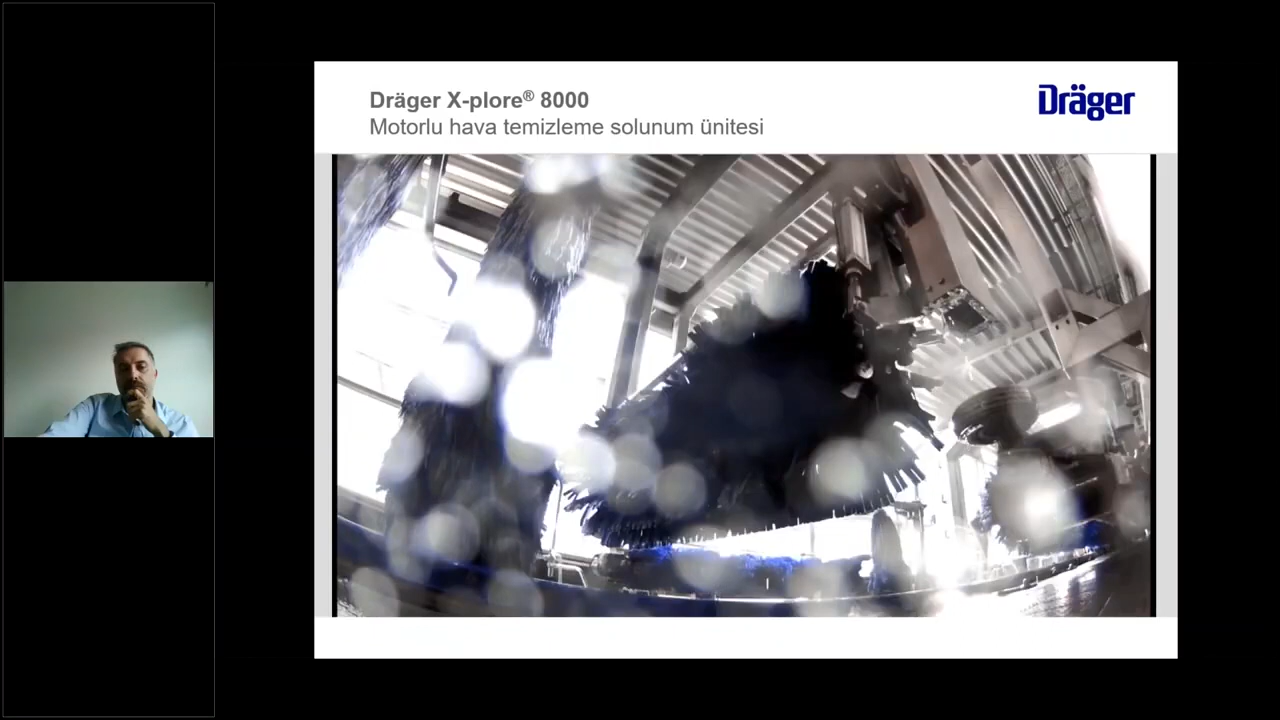 Dräger X-plore® 8000
Motorlu hava temizleme solunum ünitesi
Dräger